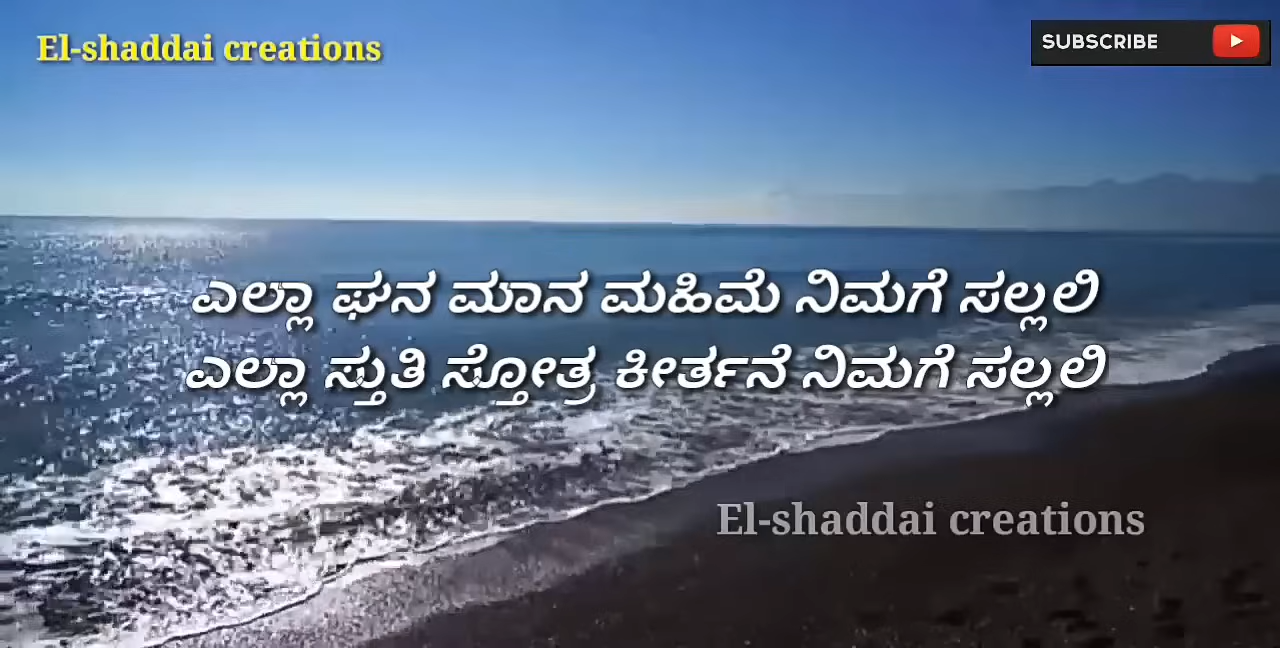 El-shaddai creations
SUBSCRIBE
ಎಲ್ಲಾ ಘನ ಮಾನ ಮಹಿಮೆ ನಿಮಗೆ ಸಲ್ಲಲಿ
ಎಲ್ಲಾ ಸ್ತುತಿ ಸ್ತೋತ್ರ ಕೀರ್ತನೆ ನಿಮಗೆ ಸಲ್ಲಲಿ
El-shaddai creations